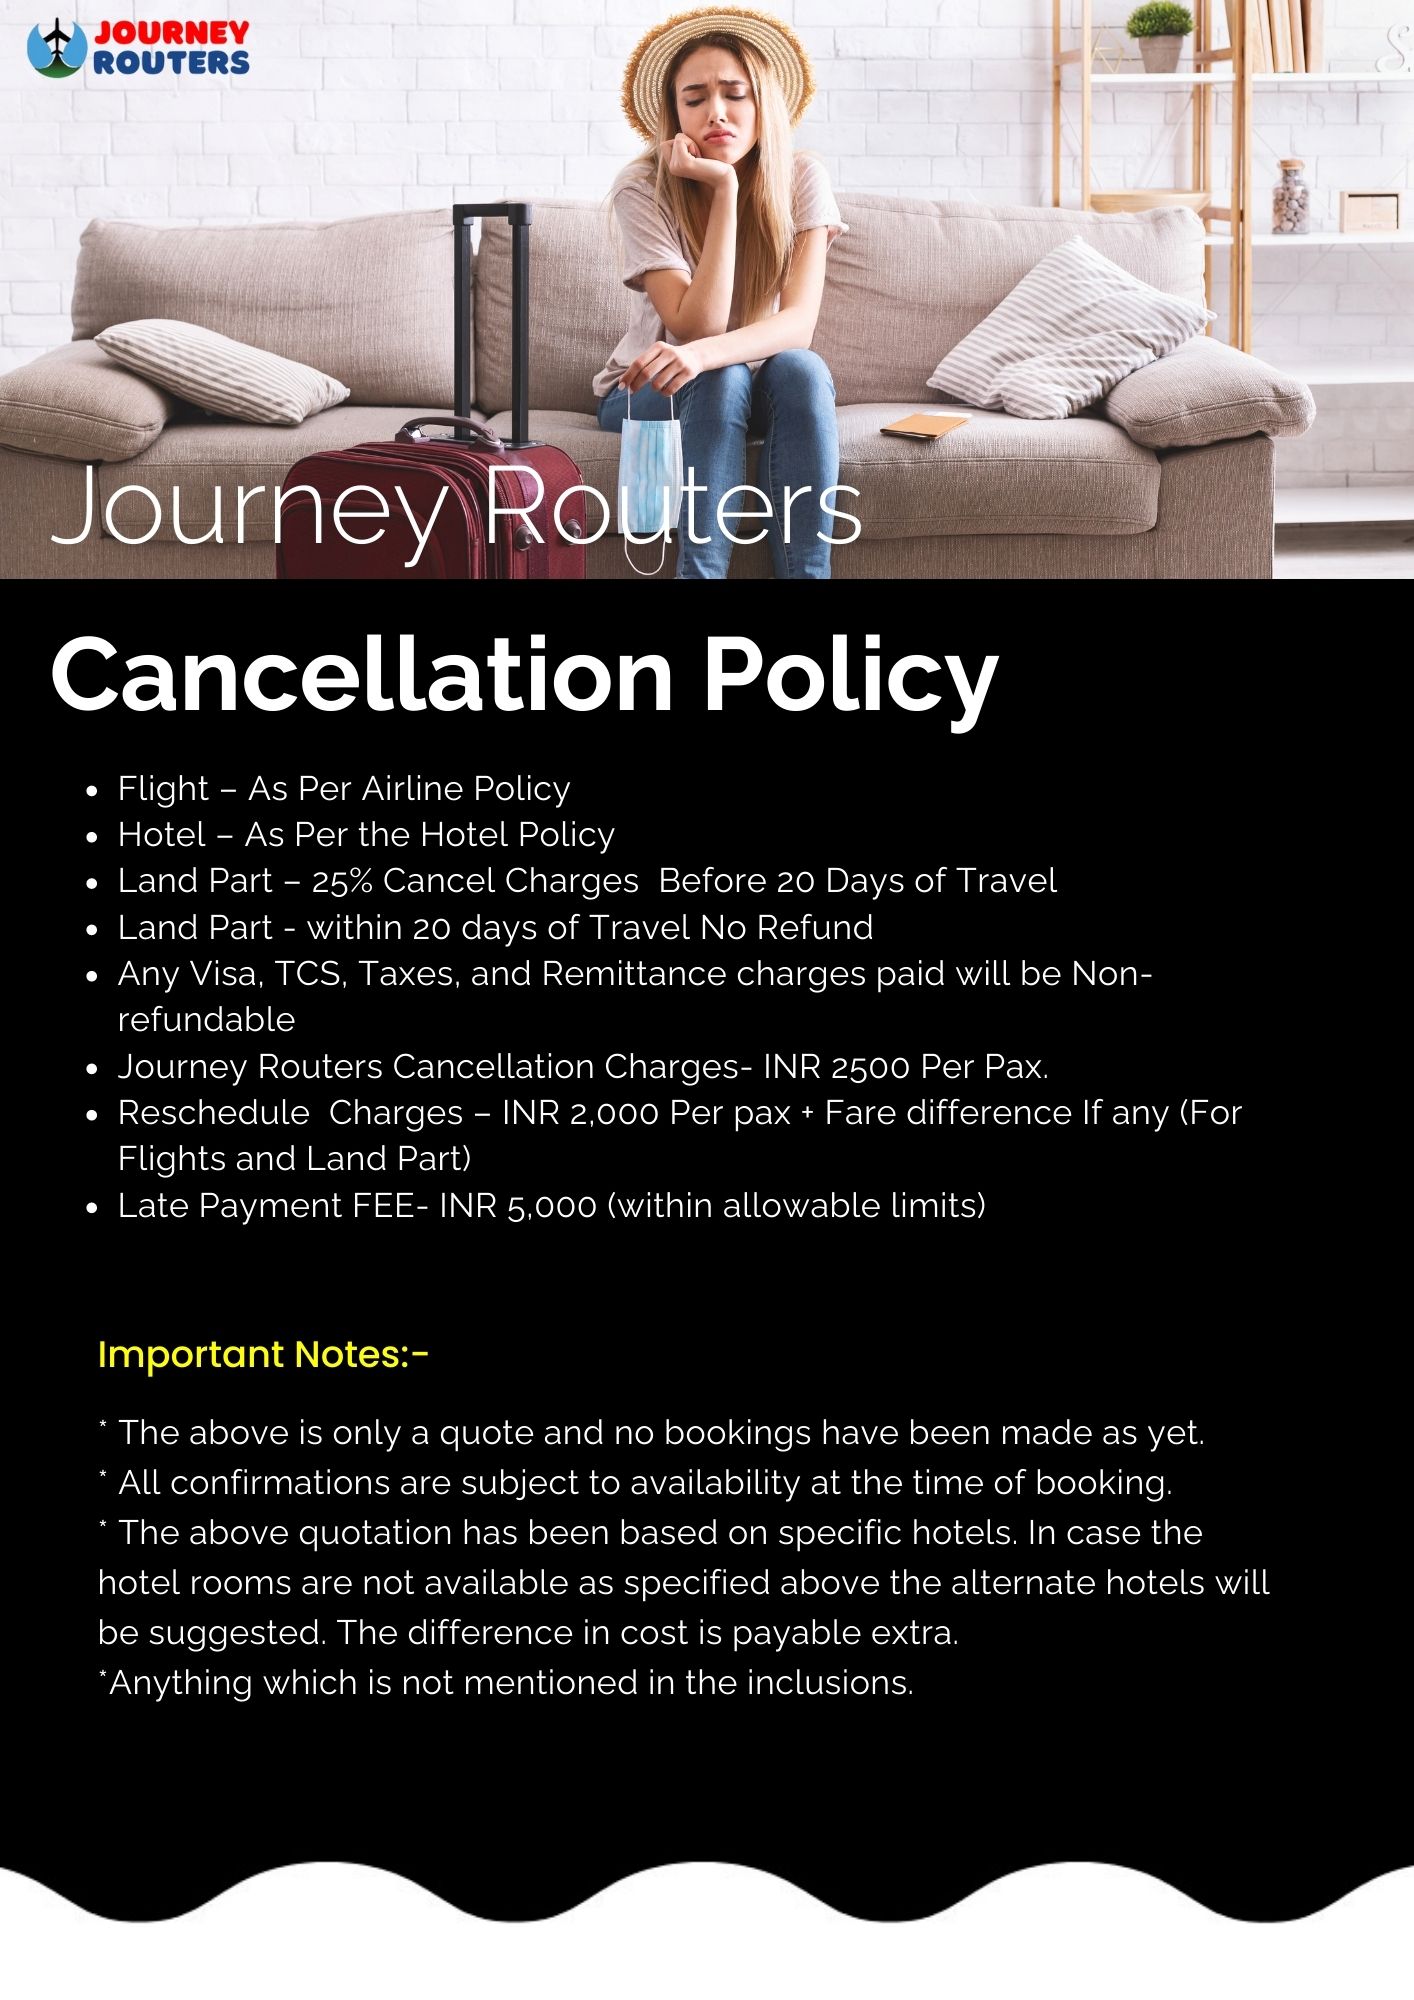 JOURNEY
ROUTERS
Journey Routers
Cancellation Policy
• Flight – As Per Airline Policy
• Hotel – As Per the Hotel Policy
• Land Part – 25% Cancel Charges  Before 20 Days of Travel
• Land Part - within 20 days of Travel No Refund
• Any Visa, TCS, Taxes, and Remittance charges paid will be Non-
refundable
• Journey Routers Cancellation Charges- INR 2500 Per Pax.
• Reschedule  Charges – INR 2,000 Per pax + Fare difference If any (For
Flights and Land Part)
• Late Payment FEE- INR 5,000 (within allowable limits)
Important Notes:-
* The above is only a quote and no bookings have been made as yet.
* All confirmations are subject to availability at the time of booking.
* The above quotation has been based on specific hotels. In case the
hotel rooms are not available as specified above the alternate hotels will
be suggested. The difference in cost is payable extra.
*Anything which is not mentioned in the inclusions.